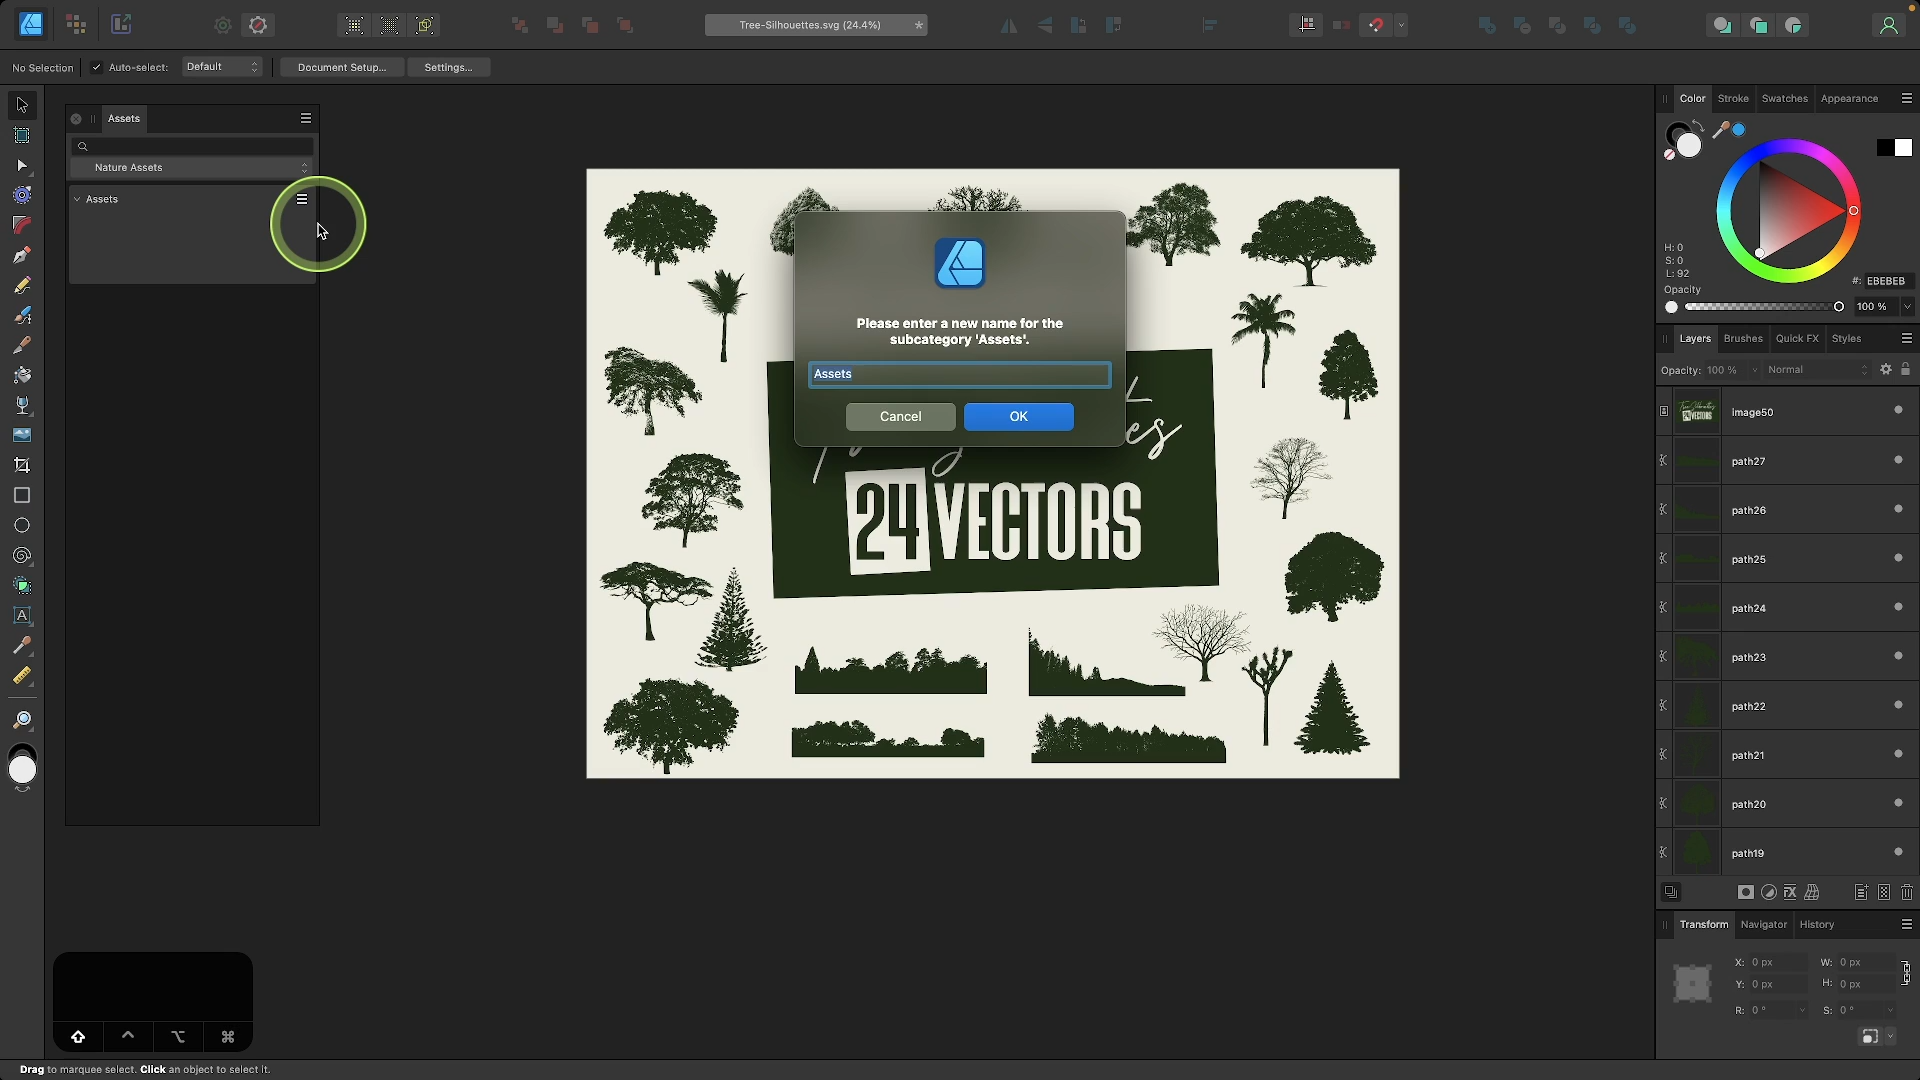 Tree-Silhouettes.svg (24.4%)
No Selection
Auto-select:
Default
Document Setup...
Settings...
Assets
Nature Assets
Assets
Please enter a new name for the
subcategory 'Assets'.
Assets
Cancel
OK
24 VECTORS
Color
Stroke
Swatches
Appearance
H: 0
S: 0
L: 92
#: EBEBEB
Opacity
100 %
Layers
Brushes
Quick FX
Styles
Opacity: 100 %
Normal
image50
path27
path26
path25
path24
path23
path22
path21
path20
path19
Transform
Navigator
History
X: 0 px
W: 0 px
Y: 0 px
H: 0 px
R: 0 °
S: 0 °
Drag to marquee select. Click an object to select it.